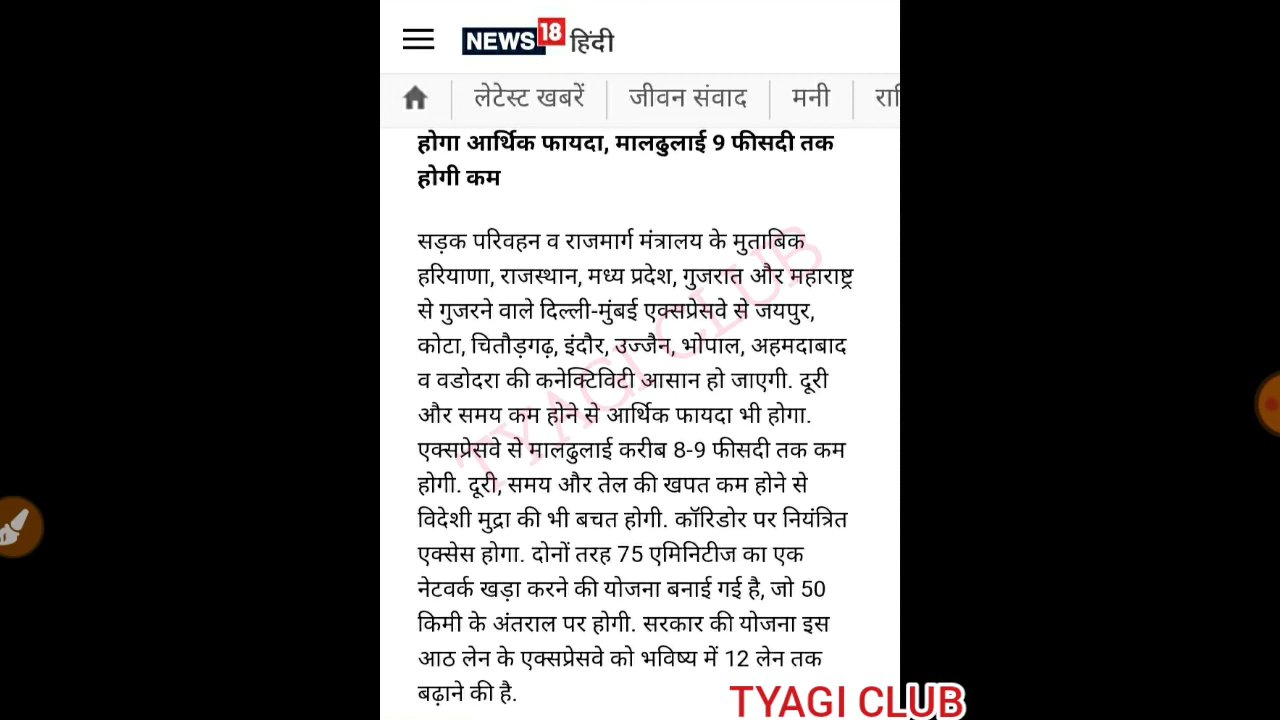 NEWS 18 हिंदी
लेटेस्ट खबरें जीवन संवाद मनी
होगा आर्थिक फायदा, मालढुलाई 9 फीसदी तक
होगी कम
सड़क परिवहन व राजमार्ग मंत्रालय के मुताबिक
हरियाणा, राजस्थान, मध्य प्रदेश, गुजरात और महाराष्ट्र
से गुजरने वाले दिल्ली-मुंबई एक्सप्रेसवे से जयपुर,
कोटा, चितौड़गढ़, इंदौर, उज्जैन, भोपाल, अहमदाबाद
व वडोदरा की कनेक्टिविटी आसान हो जाएगी. दूरी
और समय कम होने से आर्थिक फायदा भी होगा.
एक्सप्रेसवे से मालढुलाई करीब 8-9 फीसदी तक कम
होगी. दूरी, समय और तेल की खपत कम होने से
विदेशी मुद्रा की भी बचत होगी. कॉरिडोर पर नियंत्रित
एक्सेस होगा. दोनों तरह 75 एमिनिटीज का एक
नेटवर्क खड़ा करने की योजना बनाई गई है, जो 50
किमी के अंतराल पर होगी. सरकार की योजना इस
आठ लेन के एक्सप्रेसवे को भविष्य में 12 लेन तक
बढ़ाने की है.
TYAGI CLUB
TYAGI CLUB